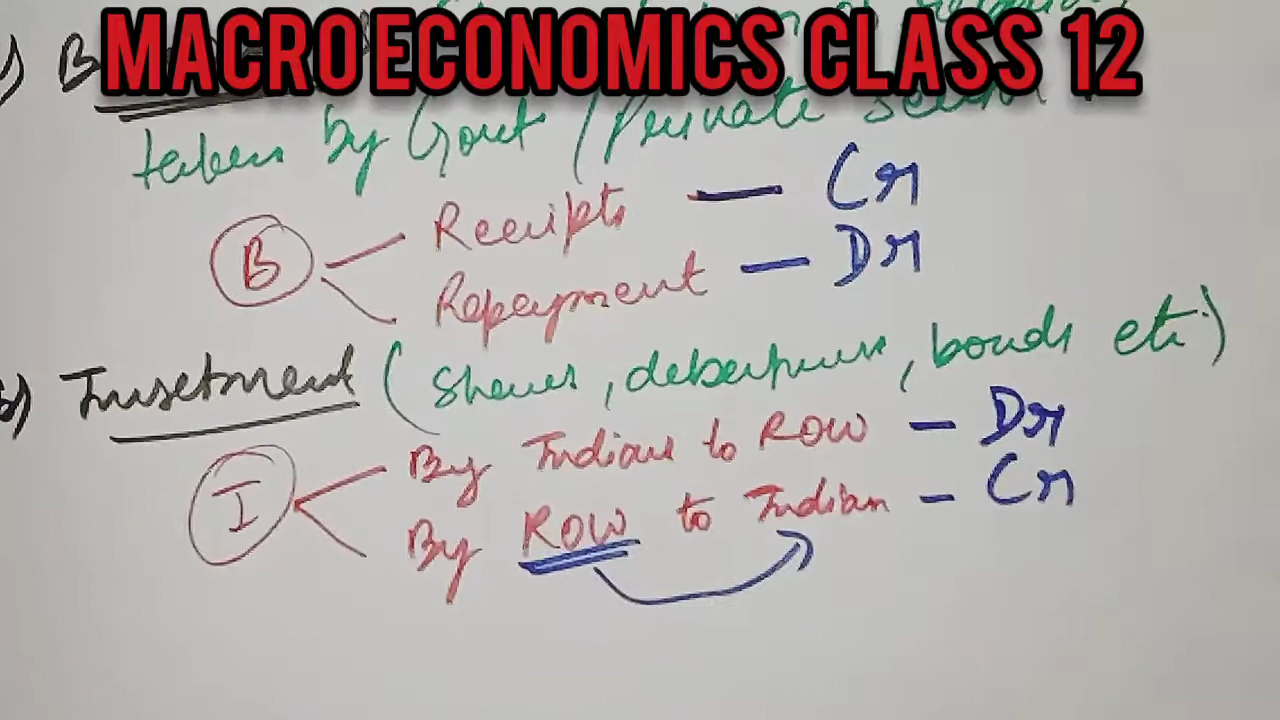 MACRO ECONOMICS CLASS 12
taken by Govt / Private
B
Receipts — Cr
Repayment — Dr
b) Investment (Shares, debentures, bonds etc)
I
By Indians to ROW — Dr
By ROW to Indian — Cr